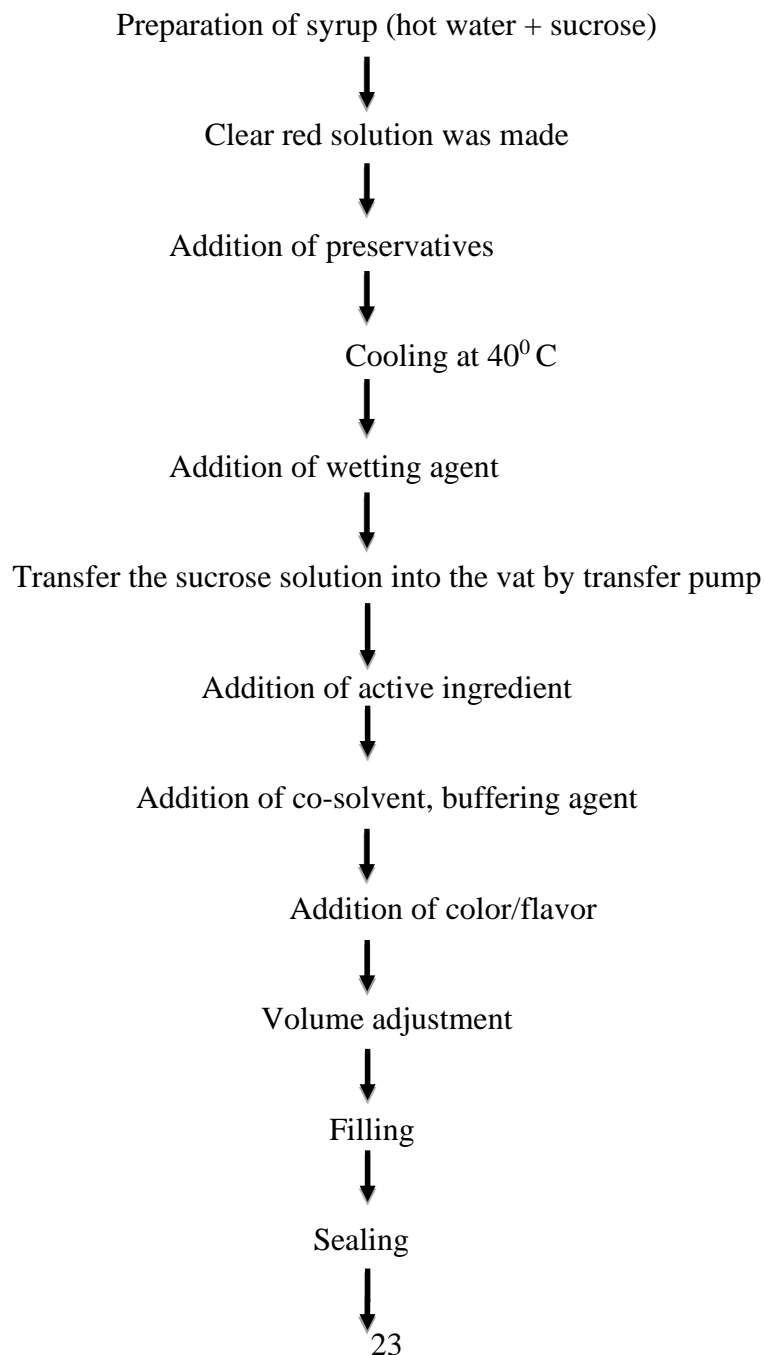 Preparation of syrup (hot water + sucrose)
Clear red solution was made
Addition of preservatives
Cooling at 40⁰ C
Addition of wetting agent
Transfer the sucrose solution into the vat by transfer pump
Addition of active ingredient
Addition of co-solvent, buffering agent
Addition of color/flavor
Volume adjustment
Filling
Sealing
23